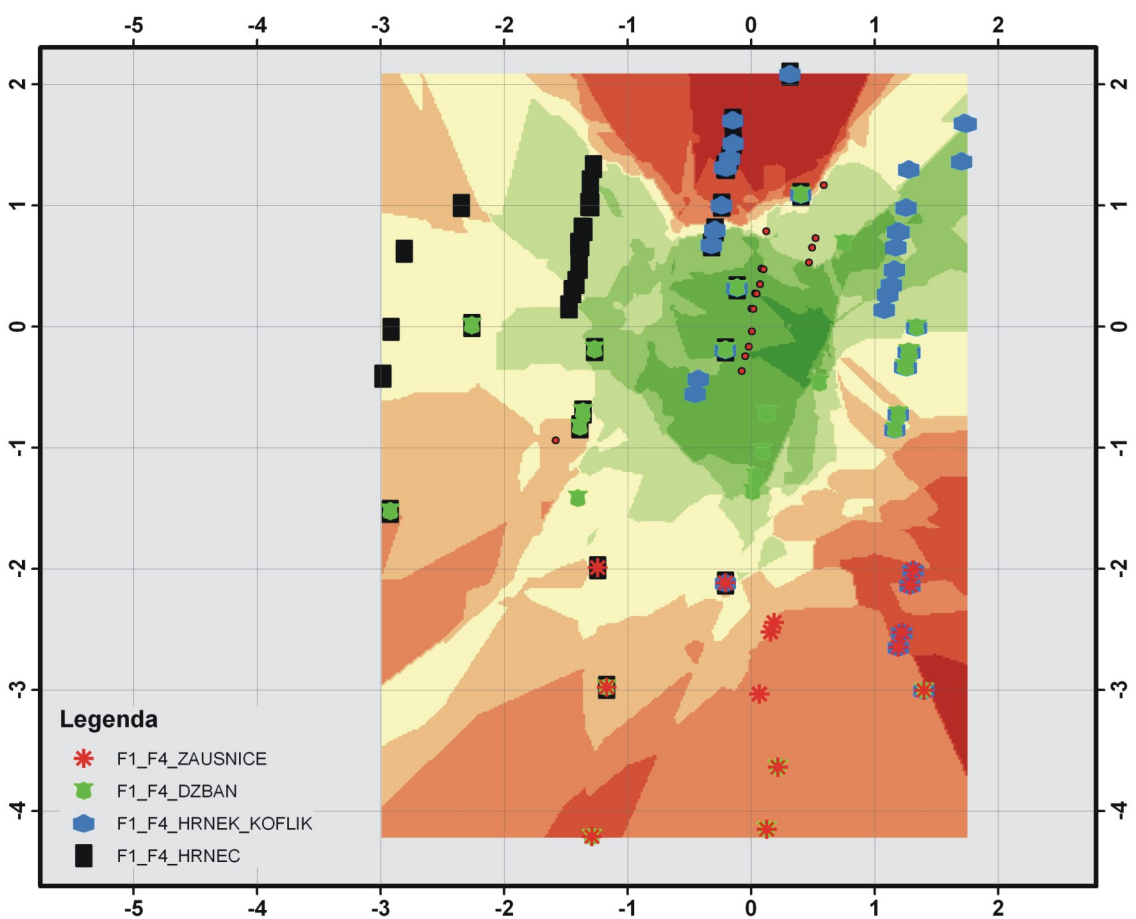 -5 -4 -3 -2 -1 0 1 2
2 2
1 1
0 0
-1 -1
-2 -2
-3 -3
Legenda
F1_F4_ZAUSNICE
F1_F4_DZBAN
-4 -4
F1_F4_HRNEK_KOFLIK
F1_F4_HRNEC
-5 -4 -3 -2 -1 0 1 2